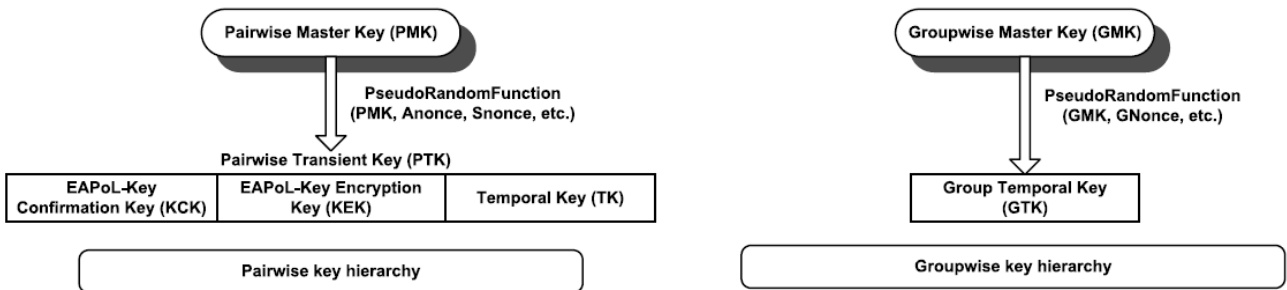 Pairwise Master Key (PMK)
PseudoRandomFunction
(PMK, Anonce, Snonce, etc.)
Pairwise Transient Key (PTK)
EAPoL-Key
Confirmation Key (KCK)
EAPoL-Key Encryption
Key (KEK)
Temporal Key (TK)
Pairwise key hierarchy
Groupwise Master Key (GMK)
PseudoRandomFunction
(GMK, GNonce, etc.)
Group Temporal Key
(GTK)
Groupwise key hierarchy